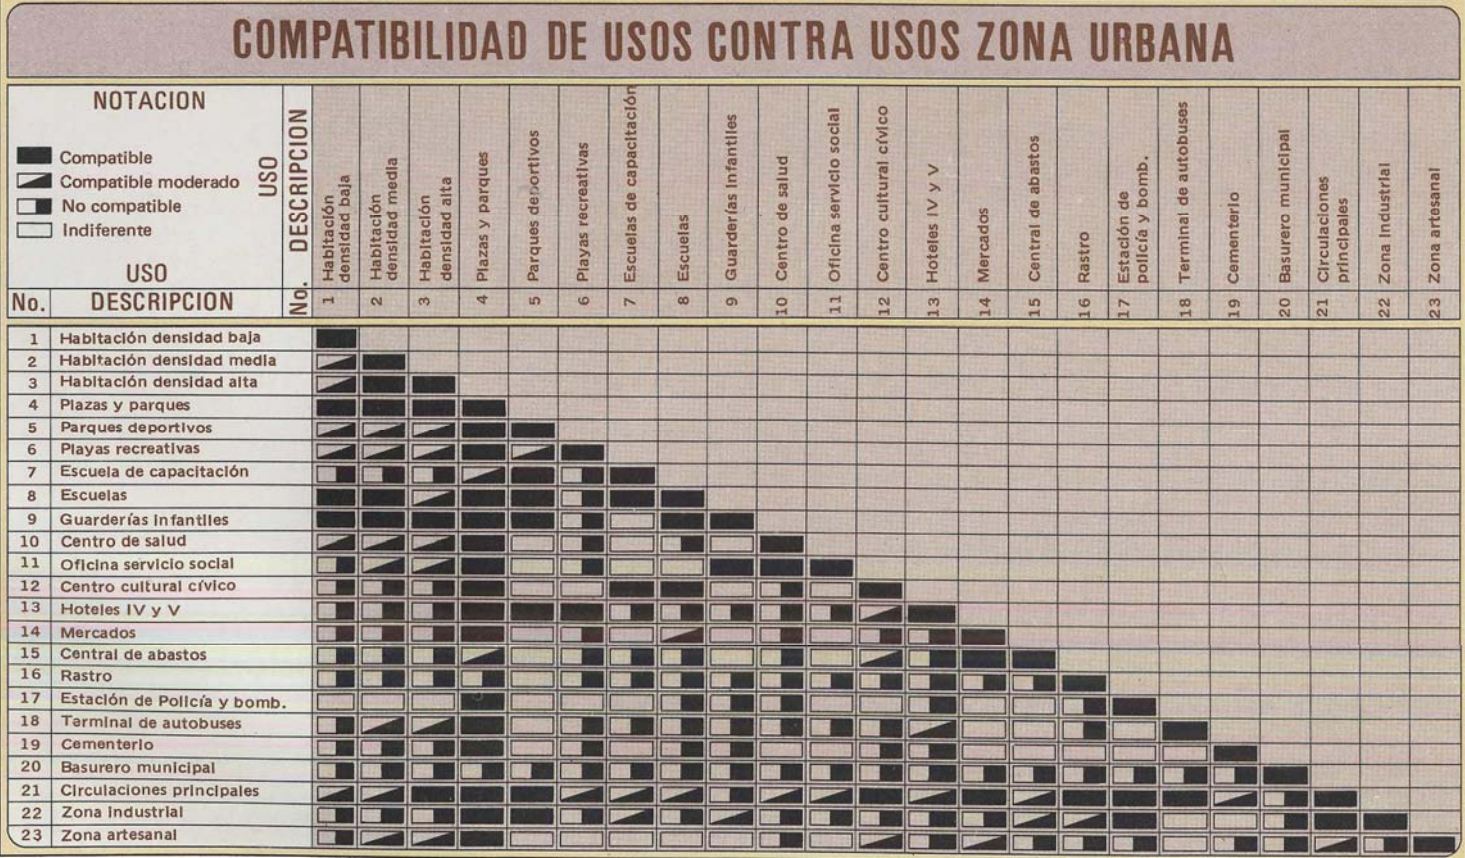 COMPATIBILIDAD DE USOS CONTRA USOS ZONA URBANA
NOTACION
Compatible
Compatible moderado
No compatible
Indiferente
USO
No. DESCRIPCION
USO
No. DESCRIPCION
1 Habitación densidad baja
2 Habitación densidad media
3 Habitación densidad alta
4 Plazas y parques
5 Parques deportivos
6 Playas recreativas
7 Escuelas de capacitación
8 Escuelas
9 Guarderías Infantiles
10 Centro de salud
11 Oficina servicio social
12 Centro cultural cívico
13 Hoteles IV y V
14 Mercados
15 Central de abastos
16 Rastro
17 Estación de policía y bomb.
18 Terminal de autobuses
19 Cementerio
20 Basurero municipal
21 Circulaciones principales
22 Zona Industrial
23 Zona artesanal
1 Habitación densidad baja
2 Habitación densidad media
3 Habitación densidad alta
4 Plazas y parques
5 Parques deportivos
6 Playas recreativas
7 Escuela de capacitación
8 Escuelas
9 Guarderías infantiles
10 Centro de salud
11 Oficina servicio social
12 Centro cultural cívico
13 Hoteles IV y V
14 Mercados
15 Central de abastos
16 Rastro
17 Estación de Policía y bomb.
18 Terminal de autobuses
19 Cementerio
20 Basurero municipal
21 Circulaciones principales
22 Zona industrial
23 Zona artesanal